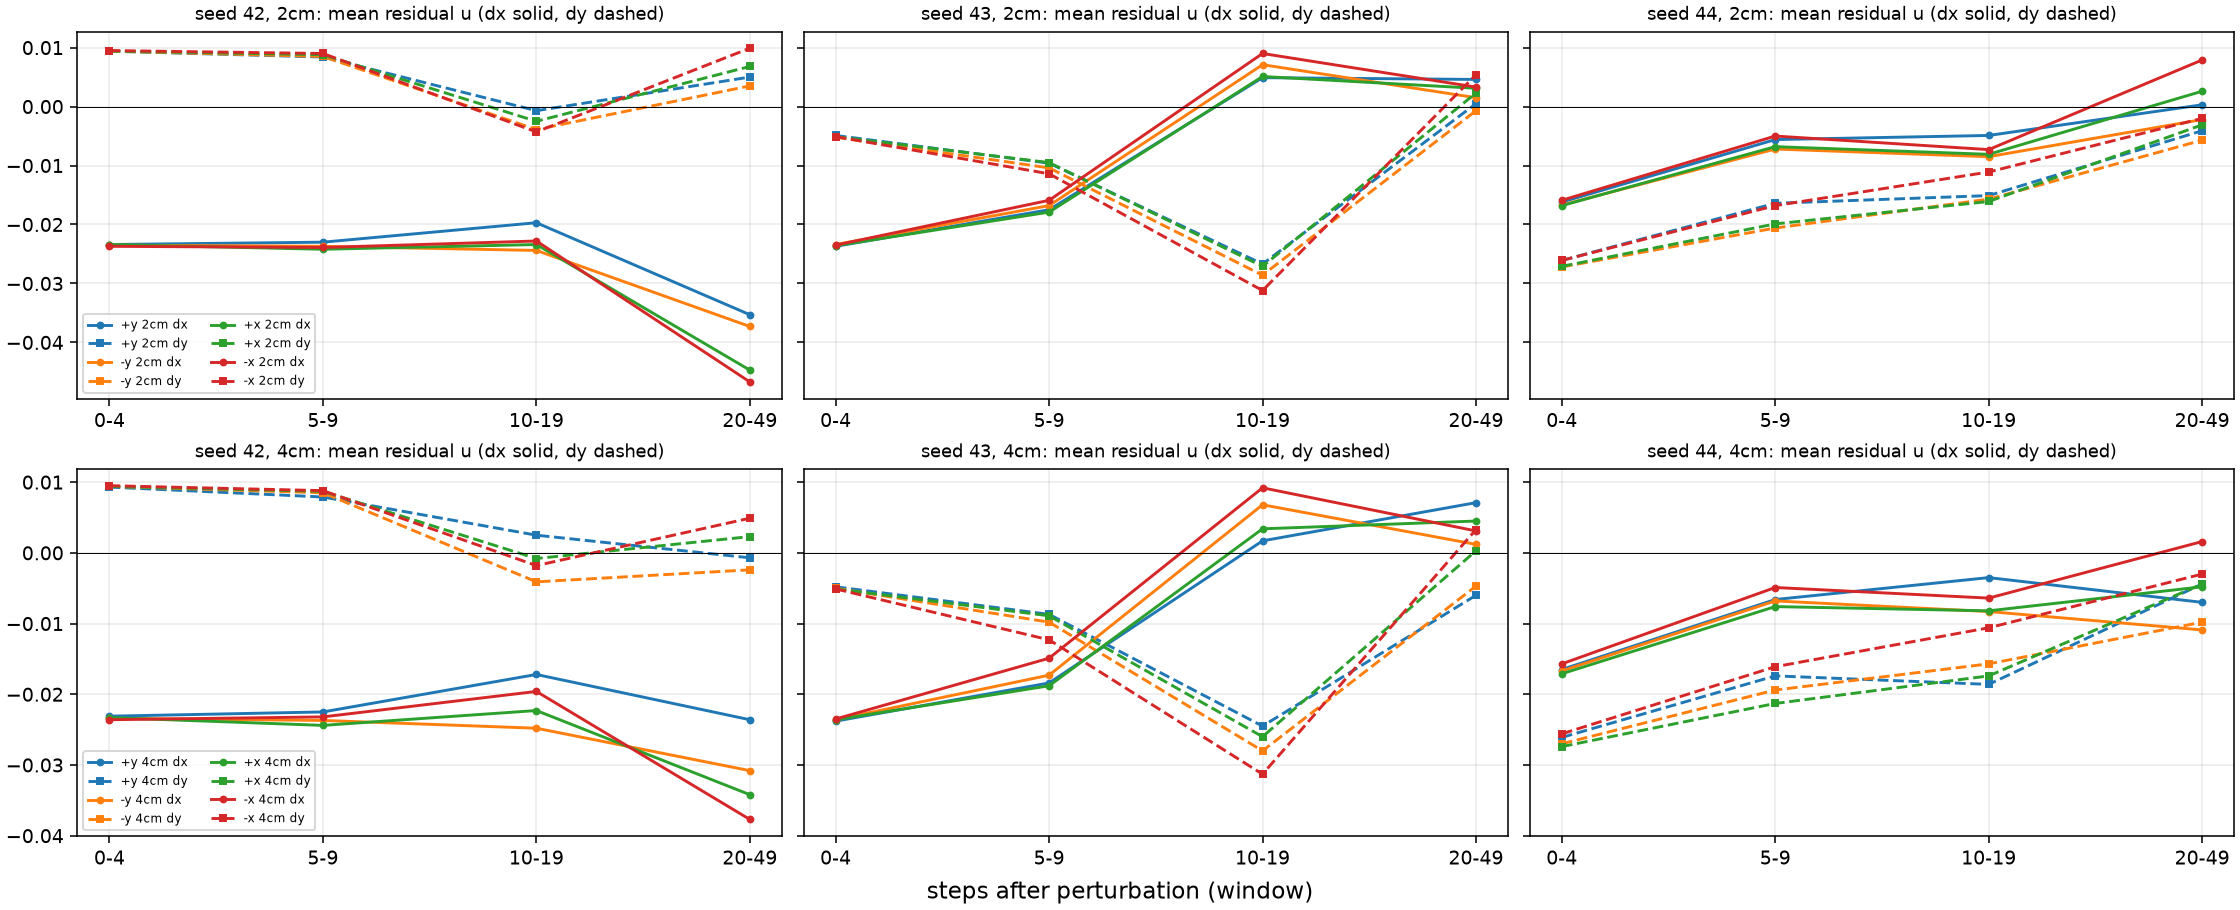 seed 42, 2cm: mean residual u (dx solid, dy dashed)
seed 43, 2cm: mean residual u (dx solid, dy dashed)
seed 44, 2cm: mean residual u (dx solid, dy dashed)
0.01
0.00
−0.01
−0.02
−0.03
−0.04
+y 2cm dx
+y 2cm dy
-y 2cm dx
-y 2cm dy
+x 2cm dx
+x 2cm dy
-x 2cm dx
-x 2cm dy
0-4 5-9 10-19 20-49
0-4 5-9 10-19 20-49
0-4 5-9 10-19 20-49
seed 42, 4cm: mean residual u (dx solid, dy dashed)
seed 43, 4cm: mean residual u (dx solid, dy dashed)
seed 44, 4cm: mean residual u (dx solid, dy dashed)
0.01
0.00
−0.01
−0.02
−0.03
−0.04
+y 4cm dx
+y 4cm dy
-y 4cm dx
-y 4cm dy
+x 4cm dx
+x 4cm dy
-x 4cm dx
-x 4cm dy
0-4 5-9 10-19 20-49
0-4 5-9 10-19 20-49
0-4 5-9 10-19 20-49
steps after perturbation (window)